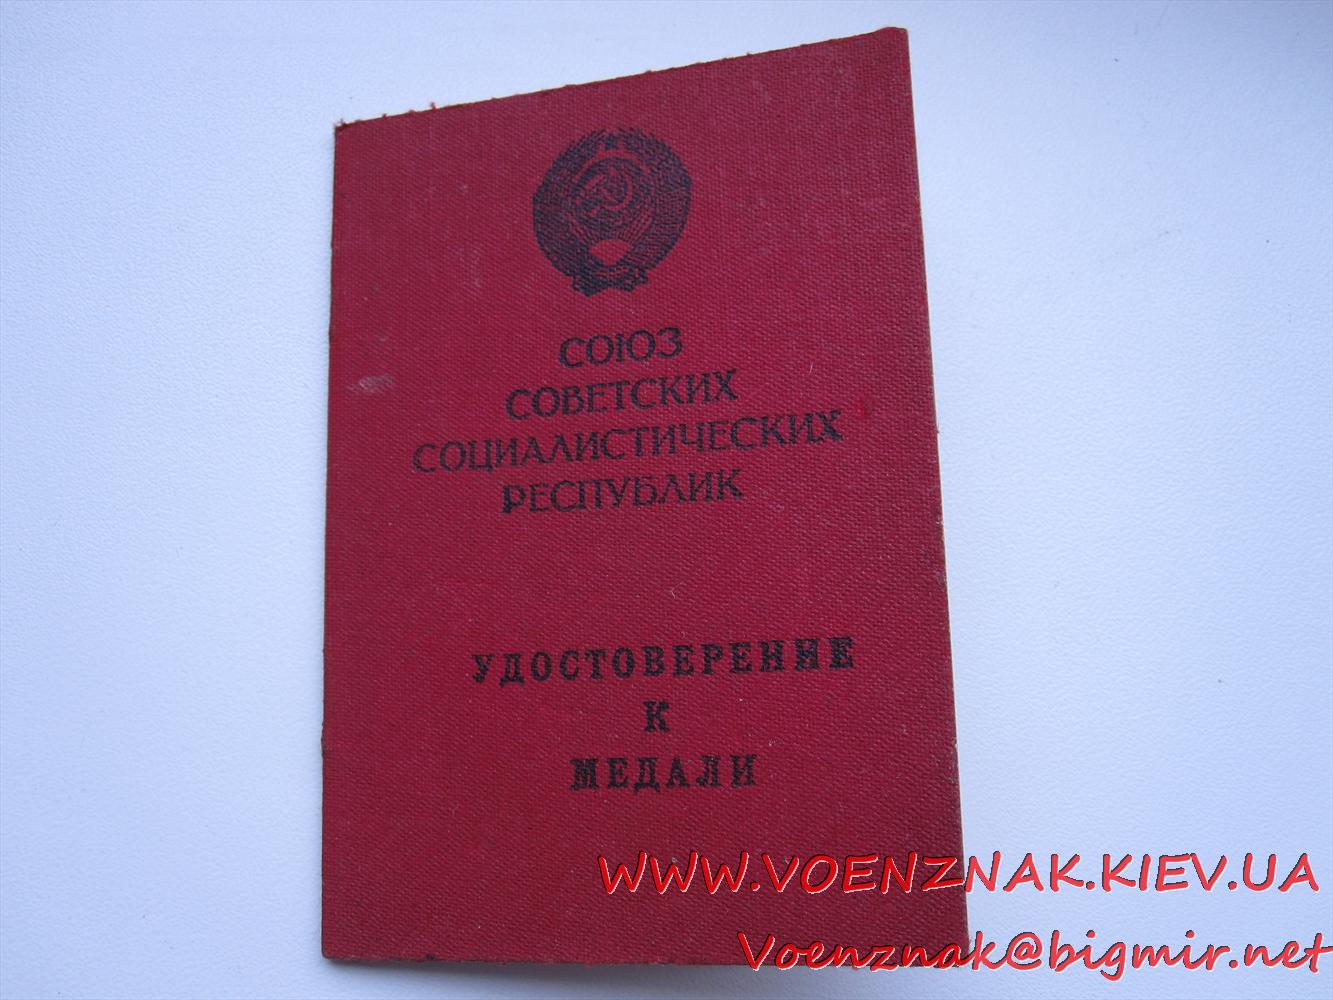 СОЮЗ
СОВЕТСКИХ
СОЦИАЛИСТИЧЕСКИХ
РЕСПУБЛИК
УДОСТОВЕРЕНИЕ
К
МЕДАЛИ
WWW.VOENZNAK.KIEV.UA
Voenznak@bigmir.net